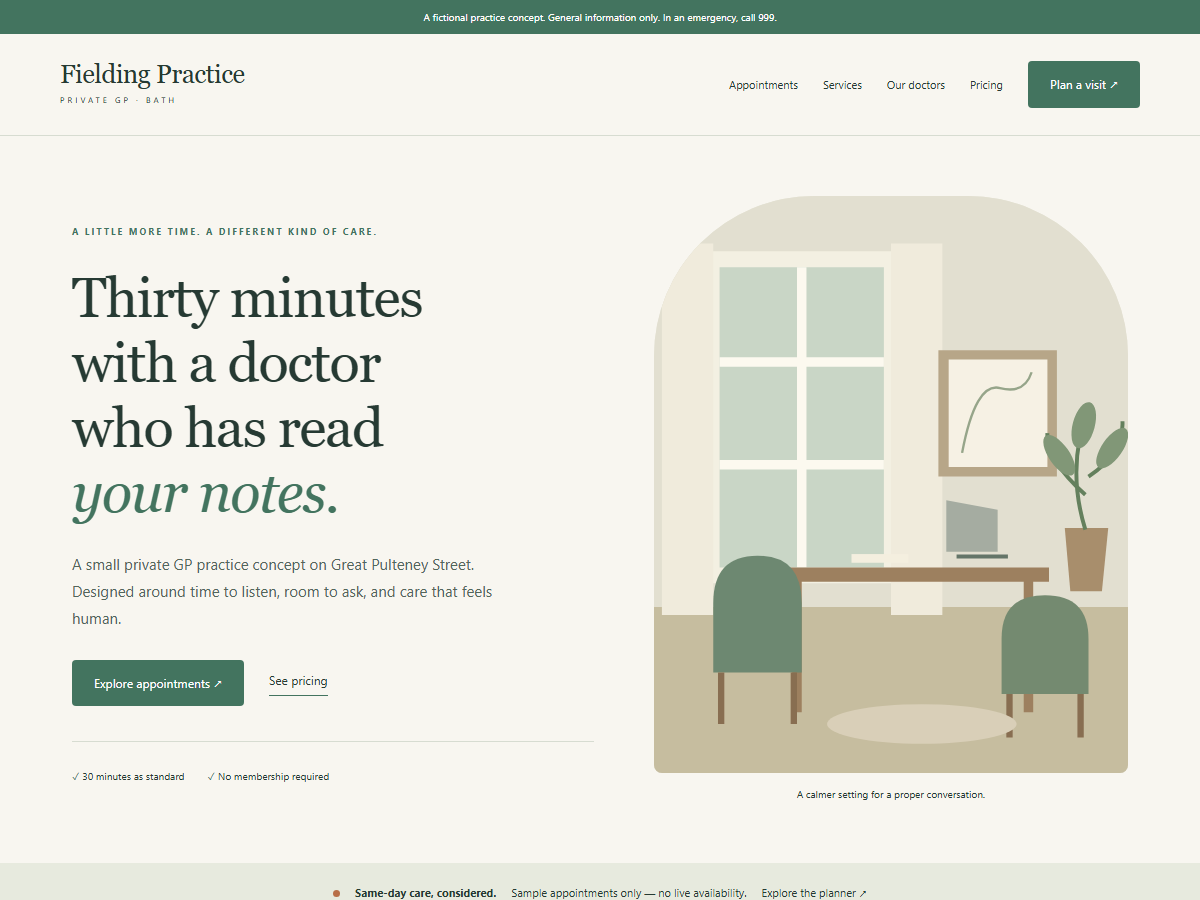 A fictional practice concept. General information only. In an emergency, call 999.
Fielding Practice
PRIVATE GP · BATH
Appointments Services Our doctors Pricing Plan a visit ↗
A LITTLE MORE TIME. A DIFFERENT KIND OF CARE.
Thirty minutes
with a doctor
who has read
your notes.
A small private GP practice concept on Great Pulteney Street.
Designed around time to listen, room to ask, and care that feels
human.
Explore appointments ↗ See pricing
✓ 30 minutes as standard ✓ No membership required
A calmer setting for a proper conversation.
Same-day care, considered. Sample appointments only — no live availability. Explore the planner ↗